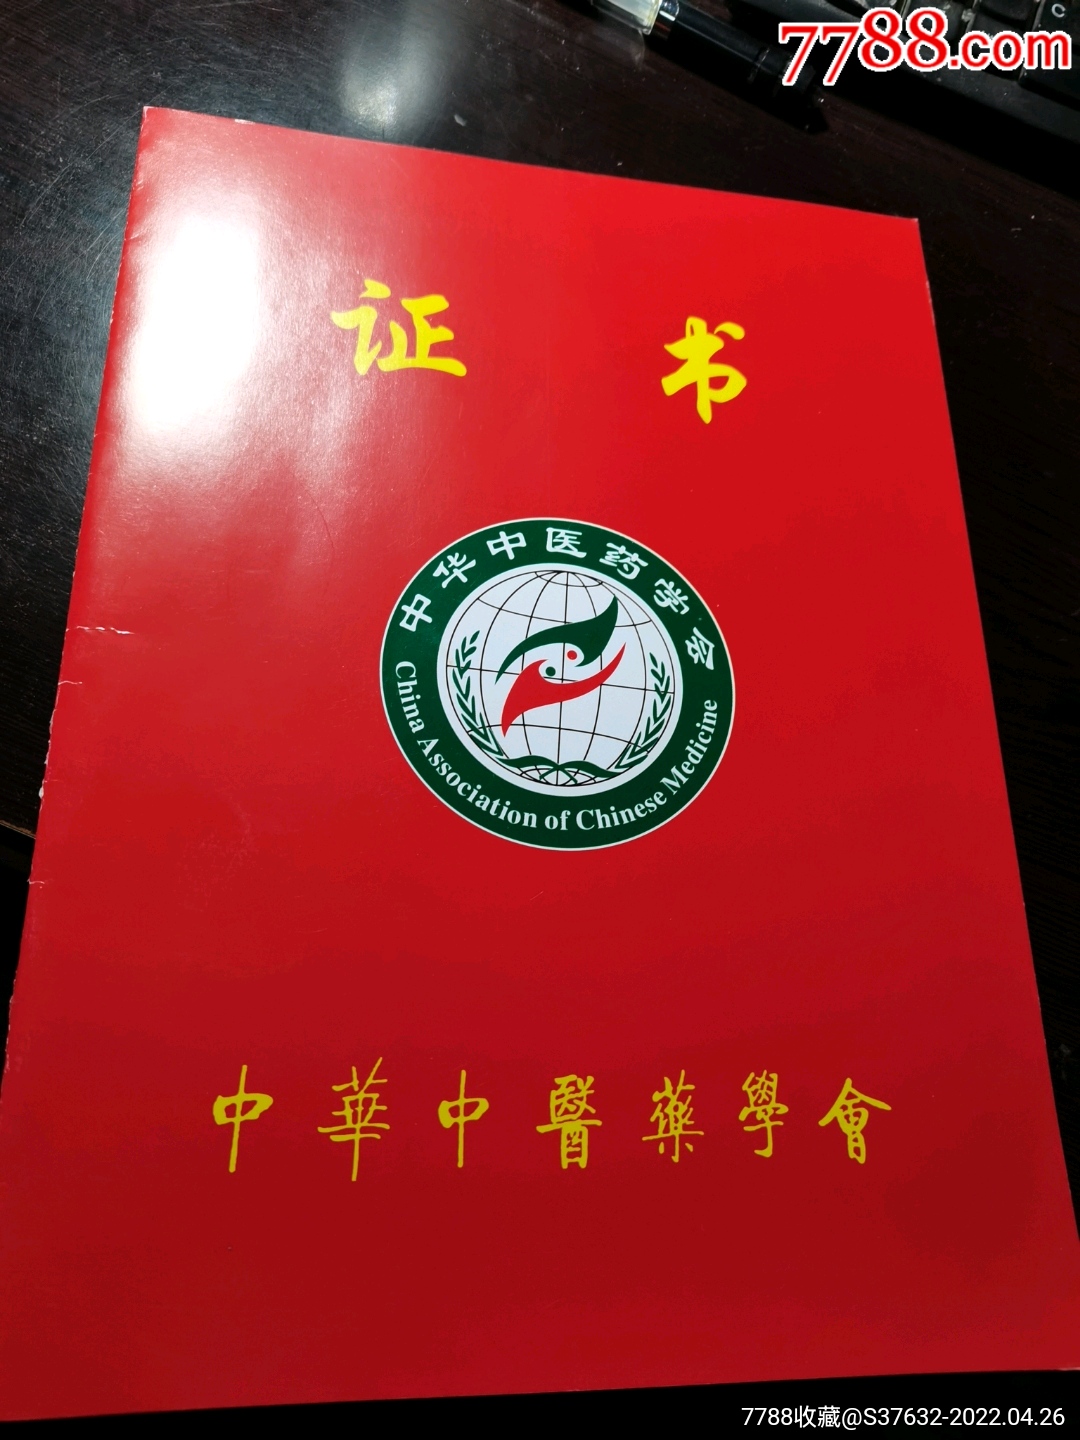 7788.com
证 书
中华中医药学会
China Association of Chinese Medicine
中華中醫藥學會
7788收藏@S37632-2022.04.26